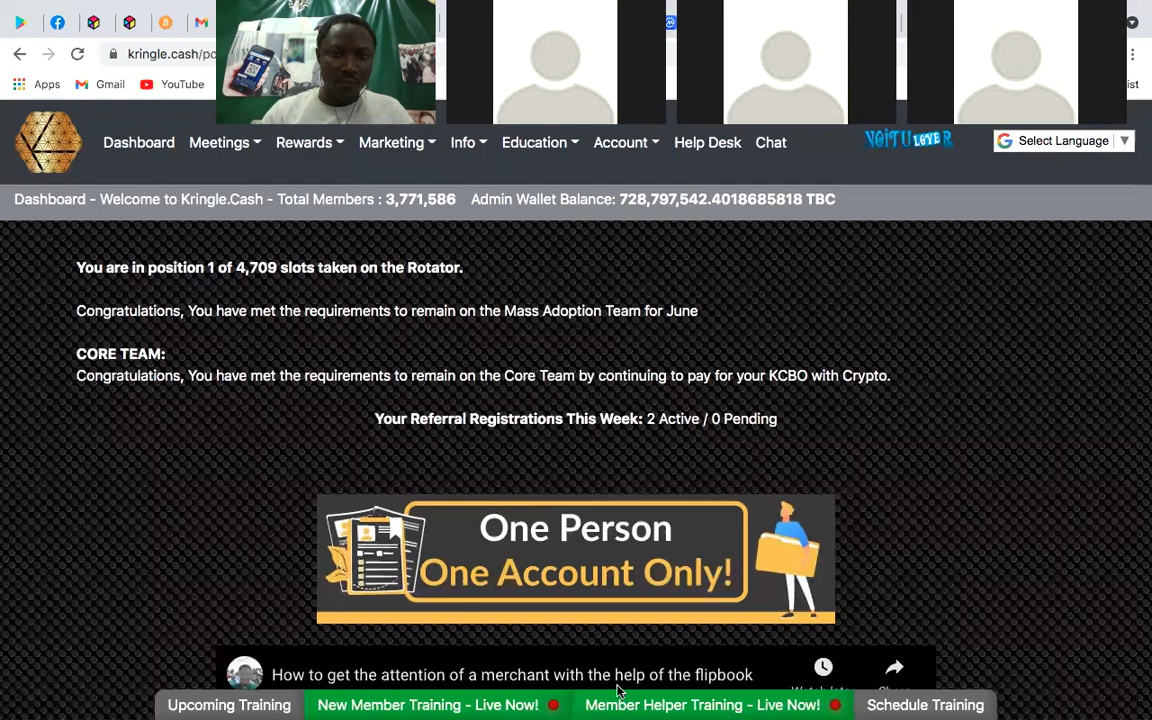 kringle.cash/po
ist
Apps Gmail YouTube
Dashboard Meetings Rewards Marketing Info Education Account Help Desk Chat
VOiTU LOVER
Select Language
Dashboard - Welcome to Kringle.Cash - Total Members : 3,771,586 Admin Wallet Balance: 728,797,542.4018685818 TBC
You are in position 1 of 4,709 slots taken on the Rotator.
Congratulations, You have met the requirements to remain on the Mass Adoption Team for June
CORE TEAM:
Congratulations, You have met the requirements to remain on the Core Team by continuing to pay for your KCBO with Crypto.
Your Referral Registrations This Week: 2 Active / 0 Pending
One Person
One Account Only!
How to get the attention of a merchant with the help of the flipbook
Upcoming Training New Member Training - Live Now! Member Helper Training - Live Now! Schedule Training